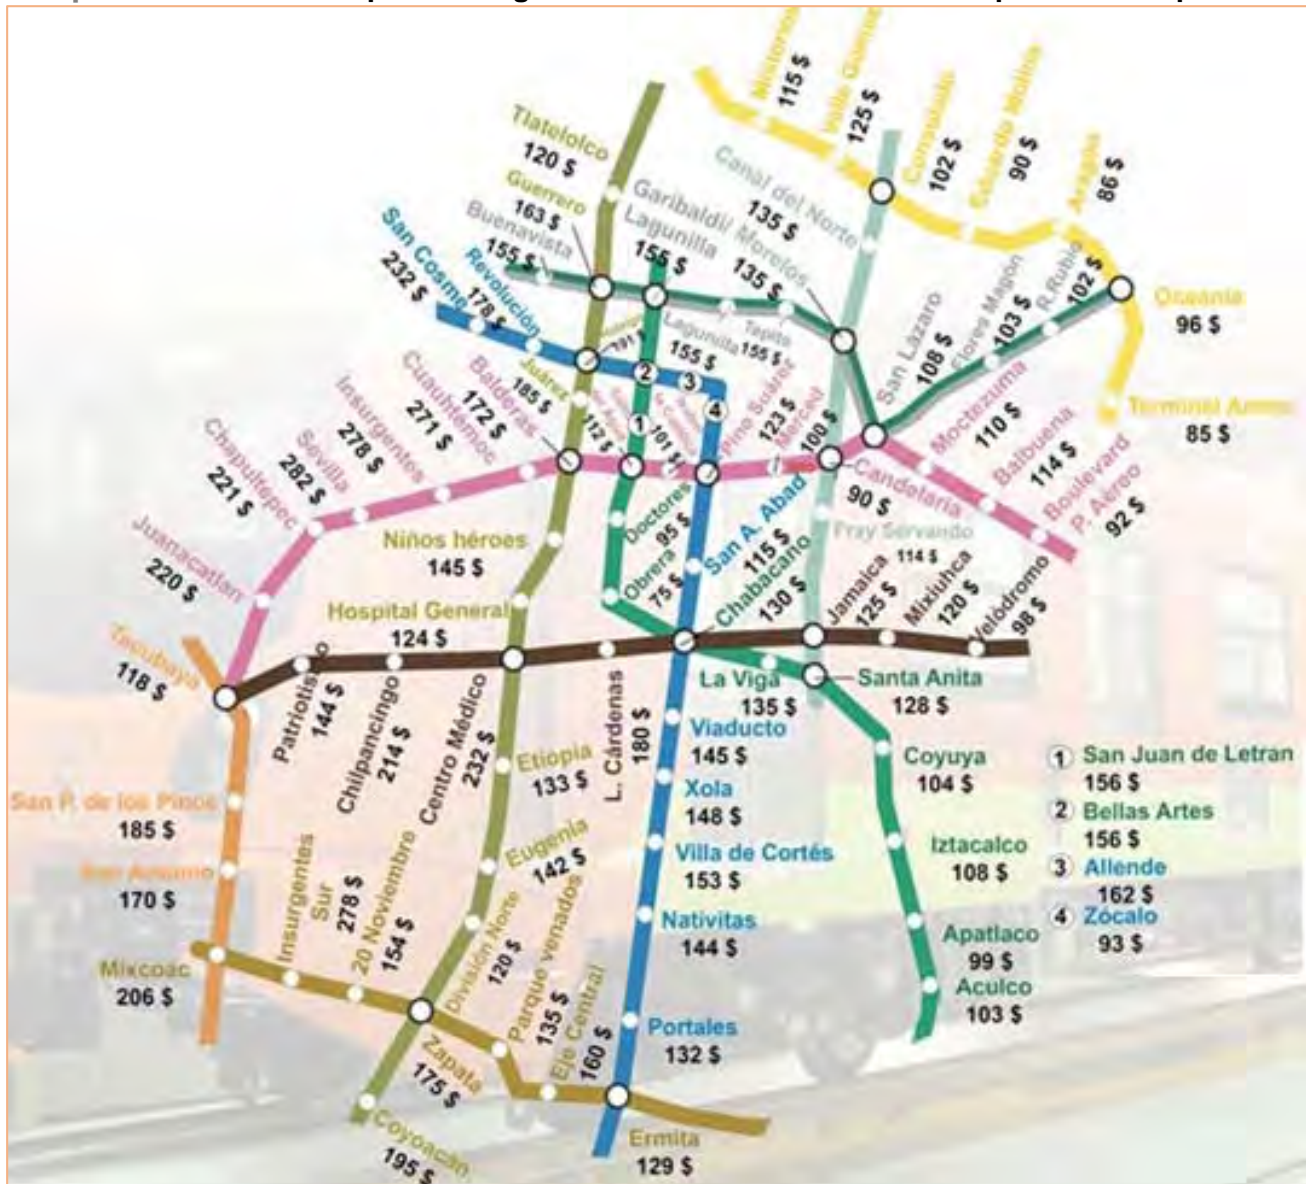 115 $
125 $
Consulado
102 $
Eduardo Molina
90 $
Aragón
86 $
Tlatelolco
120 $
Guerrero
163 $
Buenavista
155 $
Garibaldi/
Lagunilla
155 $
Canal del Norte
135 $
Morelos
135 $
San Cosme
232 $
Revolución
178 $
Lagunilla
155 $
Tepito
155 $
San Lázaro
108 $
Flores Magón
103 $
R.Rubio
102 $
Oceanía
96 $
Terminal
85 $
Juárez
185 $
Balderas
172 $
Cuauhtémoc
271 $
Insurgentes
278 $
Sevilla
282 $
Chapultepec
221 $
Juanacatlan
220 $
112 $
101 $
Pino Suárez
123 $
Merced
100 $
Moctezuma
110 $
Balbuena
114 $
Boulevard
P. Aéreo
92 $
Candelaria
90 $
Niños héroes
145 $
Doctores
95 $
Obrera
75 $
San A. Abad
115 $
Chabacano
130 $
Fray Servando
114 $
Jamaica
125 $
Mixiuhca
120 $
Velódromo
98 $
Hospital General
124 $
Tacubaya
118 $
Patriotismo
144 $
Chilpancingo
214 $
Centro Médico
232 $
L. Cárdenas
180 $
La Viga
135 $
Santa Anita
128 $
Viaducto
145 $
Etiopía
133 $
Xola
148 $
Coyuya
104 $
San P. de los Pinos
185 $
Eugenia
142 $
Villa de Cortés
153 $
Iztacalco
108 $
San Antonio
170 $
Insurgentes
Sur
278 $
20 Noviembre
154 $
División Norte
120 $
Parque venados
135 $
Nativitas
144 $
Apatlaco
99 $
Aculco
103 $
Mixcoac
206 $
Zapata
175 $
Eje Central
160 $
Portales
132 $
Coyoacán
195 $
Ermita
129 $
1 San Juan de Letran
156 $
2 Bellas Artes
156 $
3 Allende
162 $
4 Zócalo
93 $